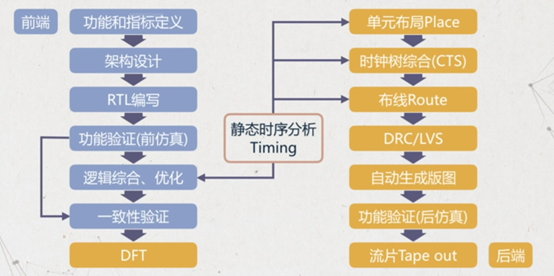 前端
功能和指标定义
架构设计
RTL编写
功能验证(前仿真)
逻辑综合、优化
一致性验证
DFT
静态时序分析
Timing
单元布局Place
时钟树综合(CTS)
布线Route
DRC/LVS
自动生成版图
功能验证(后仿真)
流片Tape out
后端